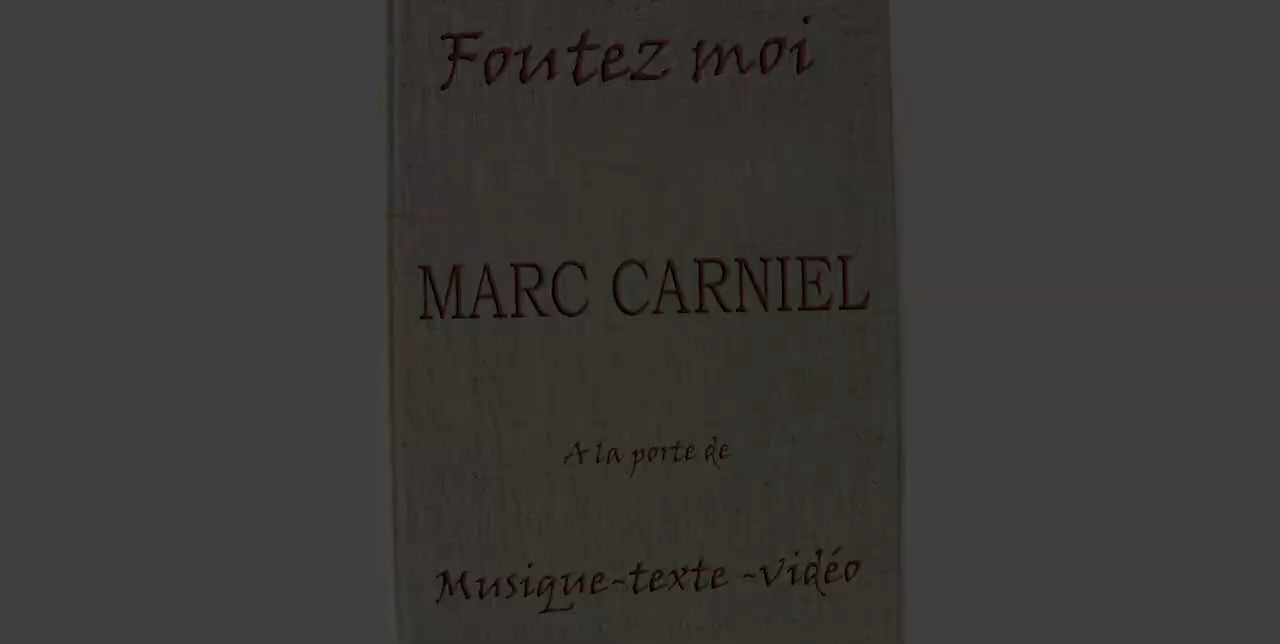 Foutez moi
MARC CARNIEL
A la porte de
Musique-texte -vidéo